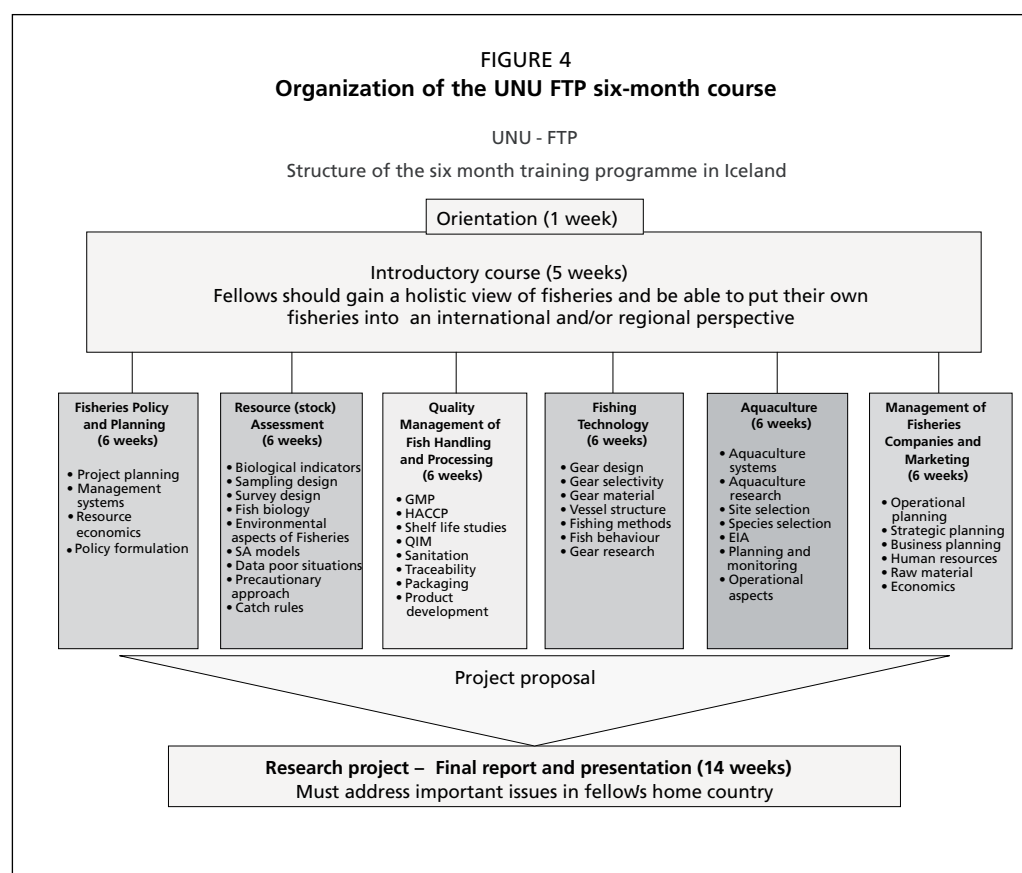 FIGURE 4
Organization of the UNU FTP six-month course
UNU - FTP
Structure of the six month training programme in Iceland
Orientation (1 week)
Introductory course (5 weeks)
Fellows should gain a holistic view of fisheries and be able to put their own
fisheries into an international and/or regional perspective
Fisheries Policy
and Planning
(6 weeks)
• Project planning
• Management
systems
• Resource
economics
• Policy formulation
Resource (stock)
Assessment
(6 weeks)
• Biological indicators
• Sampling design
• Survey design
• Fish biology
• Environmental
aspects of Fisheries
• SA models
• Data poor situations
• Precautionary
approach
• Catch rules
Quality
Management of
Fish Handling
and Processing
(6 weeks)
• GMP
• HACCP
• Shelf life studies
• QIM
• Sanitation
• Traceability
• Packaging
• Product
development
Fishing
Technology
(6 weeks)
• Gear design
• Gear selectivity
• Gear material
• Vessel structure
• Fishing methods
• Fish behaviour
• Gear research
Aquaculture
(6 weeks)
• Aquaculture
systems
• Aquaculture
research
• Site selection
• Species selection
• EIA
• Planning and
monitoring
• Operational
aspects
Management of
Fisheries
Companies and
Marketing
(6 weeks)
• Operational
planning
• Strategic planning
• Business planning
• Human resources
• Raw material
• Economics
Project proposal
Research project – Final report and presentation (14 weeks)
Must address important issues in fellow's home country